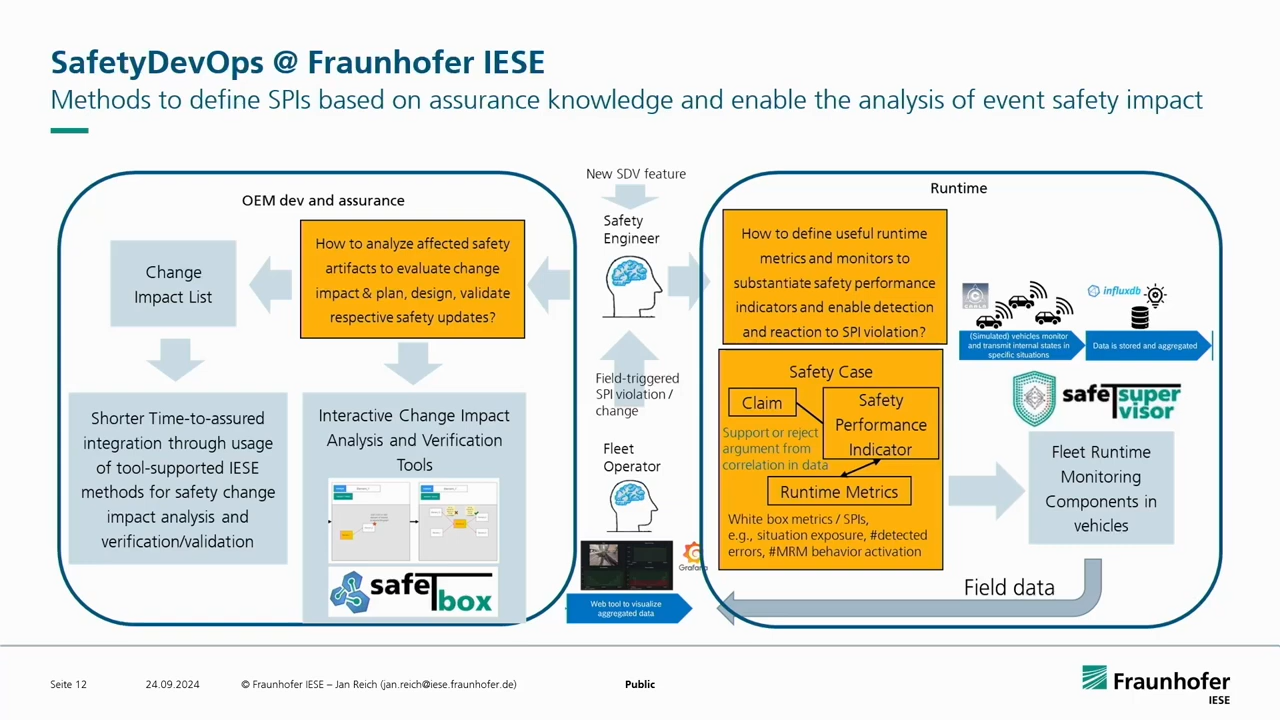 SafetyDevOps @ Fraunhofer IESE
Methods to define SPIs based on assurance knowledge and enable the analysis of event safety impact
OEM dev and assurance
How to analyze affected safety
artifacts to evaluate change
impact & plan, design, validate
respective safety updates?
Change
Impact List
Shorter Time-to-assured
integration through usage
of tool-supported IESE
methods for safety change
impact analysis and
verification/validation
Interactive Change Impact
Analysis and Verification
Tools
safeTbox
New SDV feature
Safety
Engineer
Field-triggered
SPI violation /
change
Fleet
Operator
Grafana
Web tool to visualize
aggregated data
Runtime
How to define useful runtime
metrics and monitors to
substantiate safety performance
indicators and enable detection
and reaction to SPI violation?
Safety Case
Claim
Safety
Performance
Indicator
Support or reject
argument from
correlation in data
Runtime Metrics
White box metrics / SPIs,
e.g., situation exposure, #detected
errors, #MRM behavior activation
influxdb
(Simulated) vehicles monitor
and transmit internal states in
specific situations
Data is stored and aggregated
safeTsuper
visor
Fleet Runtime
Monitoring
Components in
vehicles
Field data
Seite 12
24.09.2024
© Fraunhofer IESE – Jan Reich (jan.reich@iese.fraunhofer.de)
Public
Fraunhofer
IESE